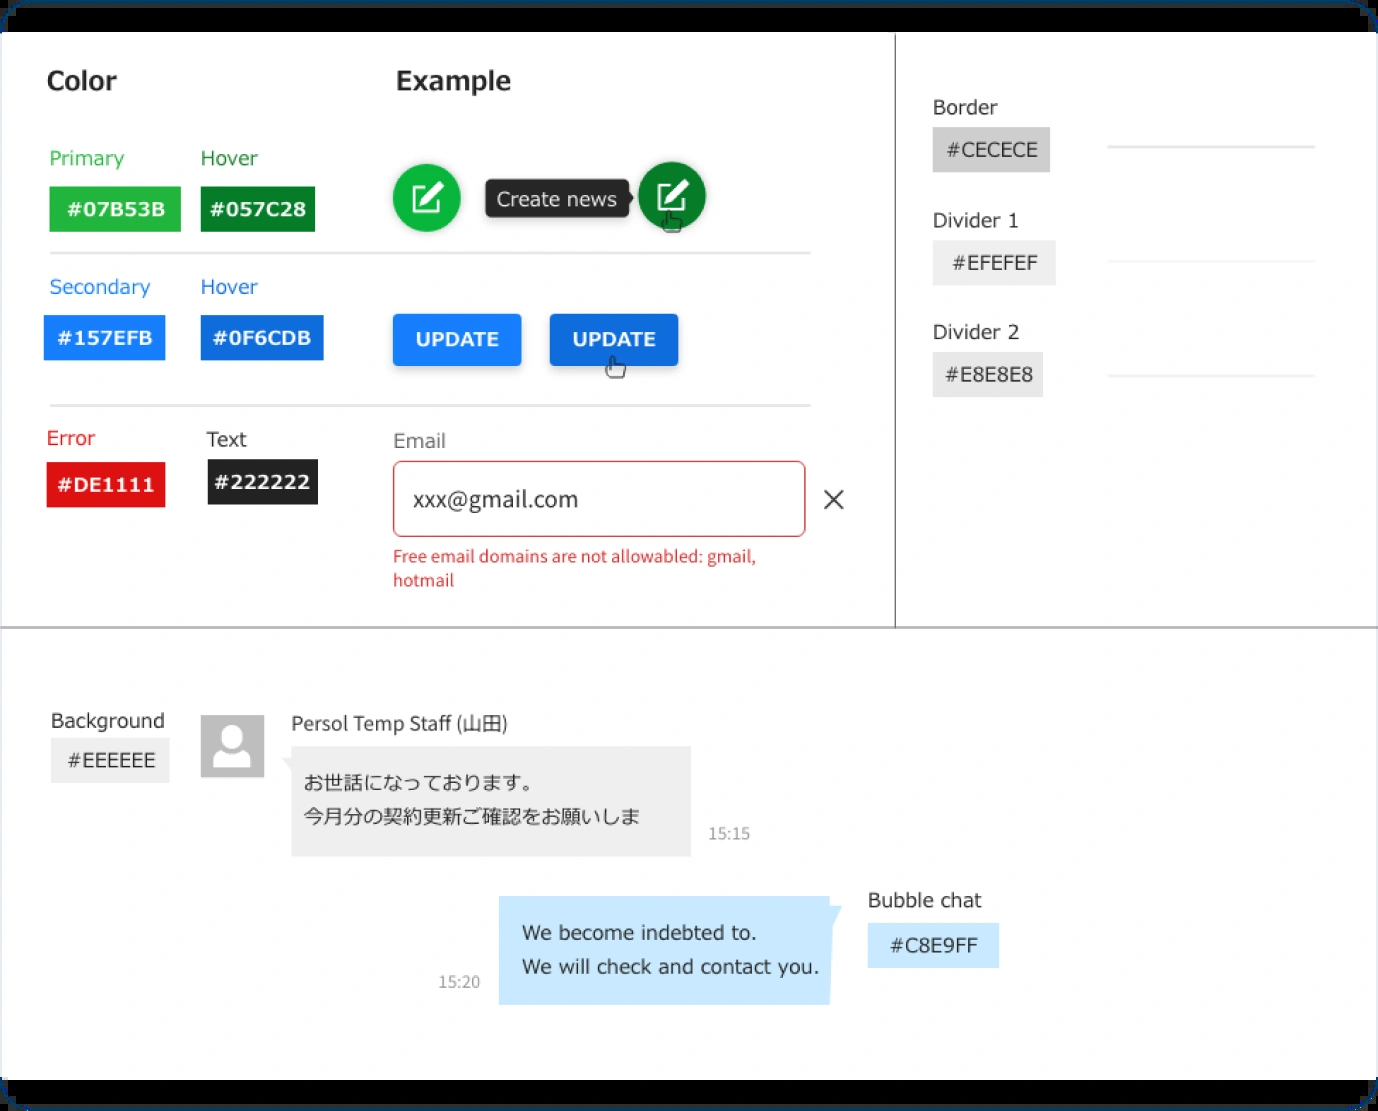 Color
Example
Primary
Hover
#07B53B
#057C28
Create news
Secondary
Hover
#157EFB
#0F6CDB
UPDATE
UPDATE
Error
Text
#DE1111
#222222
Email
xxx@gmail.com
Free email domains are not allowabled: gmail,
hotmail
Border
#CECECE
Divider 1
#EFEFEF
Divider 2
#E8E8E8
Background
#EEEEEE
Persol Temp Staff (山田)
お世話になっております。
今月分の契約更新ご確認をお願いしま
15:15
We become indebted to.
We will check and contact you.
15:20
Bubble chat
#C8E9FF